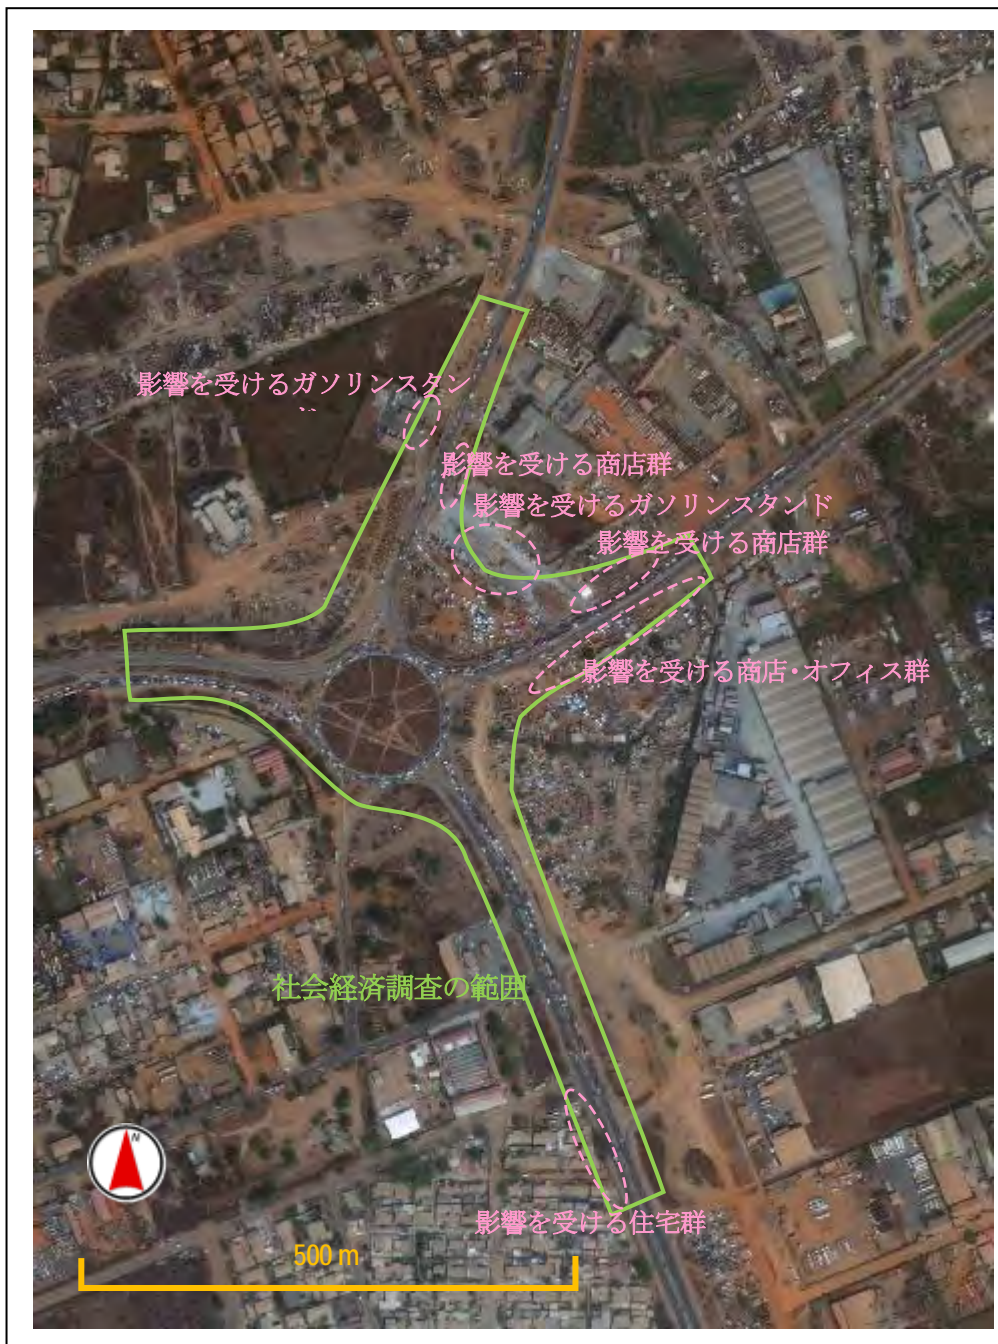 影響を受けるガソリンスタン
影響を受ける商店群
影響を受けるガソリンスタンド
影響を受ける商店群
影響を受ける商店・オフィス群
社会経済調査の範囲
N
影響を受ける住宅群
500 m